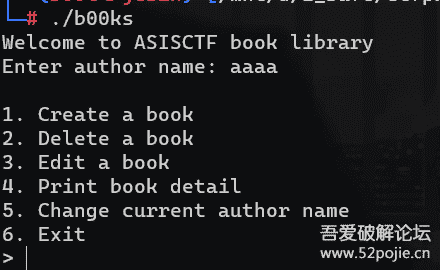 # ./b00ks
Welcome to ASISCTF book library
Enter author name: aaaa
1. Create a book
2. Delete a book
3. Edit a book
4. Print book detail
5. Change current author name
6. Exit
>
吾爱破解论坛
www.52pojie.cn